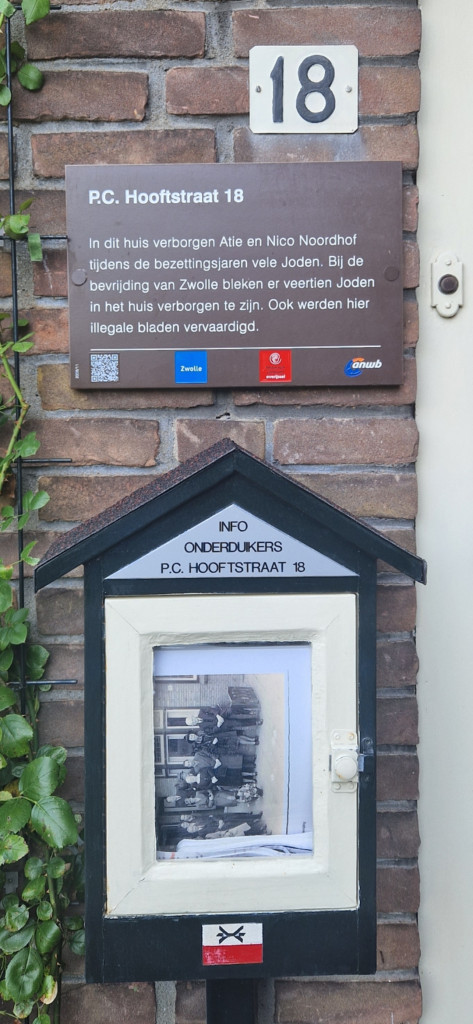 18
P.C. Hooftstraat 18
In dit huis verborgen Atie en Nico Noordhof
tijdens de bezettingsjaren vele Joden. Bij de
bevrijding van Zwolle bleken er veertien Joden
in het huis verborgen te zijn. Ook werden hier
illegale bladen vervaardigd.
Zwolle
overijssel
anwb
INFO
ONDERDUIKERS
P.C. HOOFTSTRAAT 18